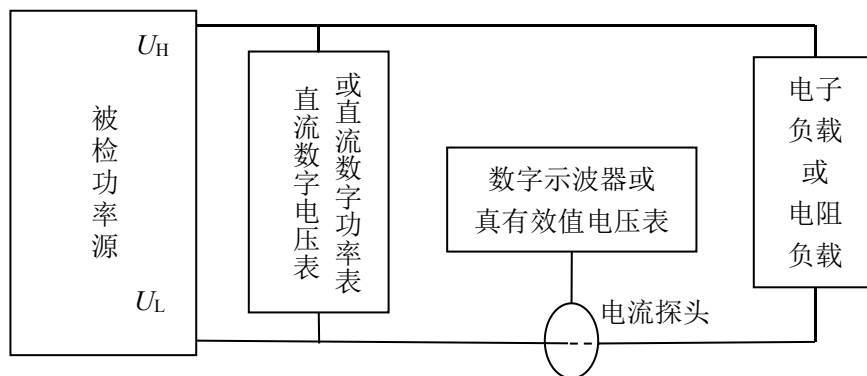 U_H
被检功率源
U_L
直流数字电压表
或直流数字功率表
数字示波器或
真有效值电压表
电流探头
电子
负载
或
电阻
负载